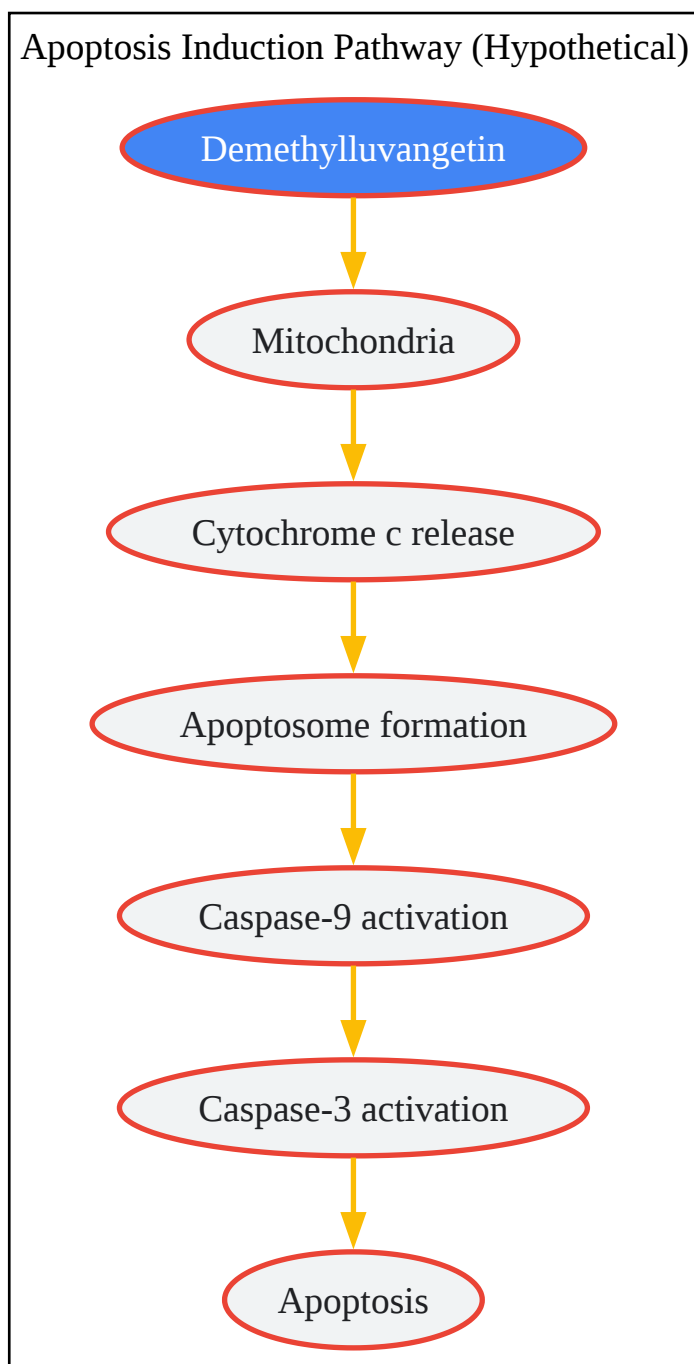 Apoptosis Induction Pathway (Hypothetical)
Demethylluvangetin
Mitochondria
Cytochrome c release
Apoptosome formation
Caspase-9 activation
Caspase-3 activation
Apoptosis